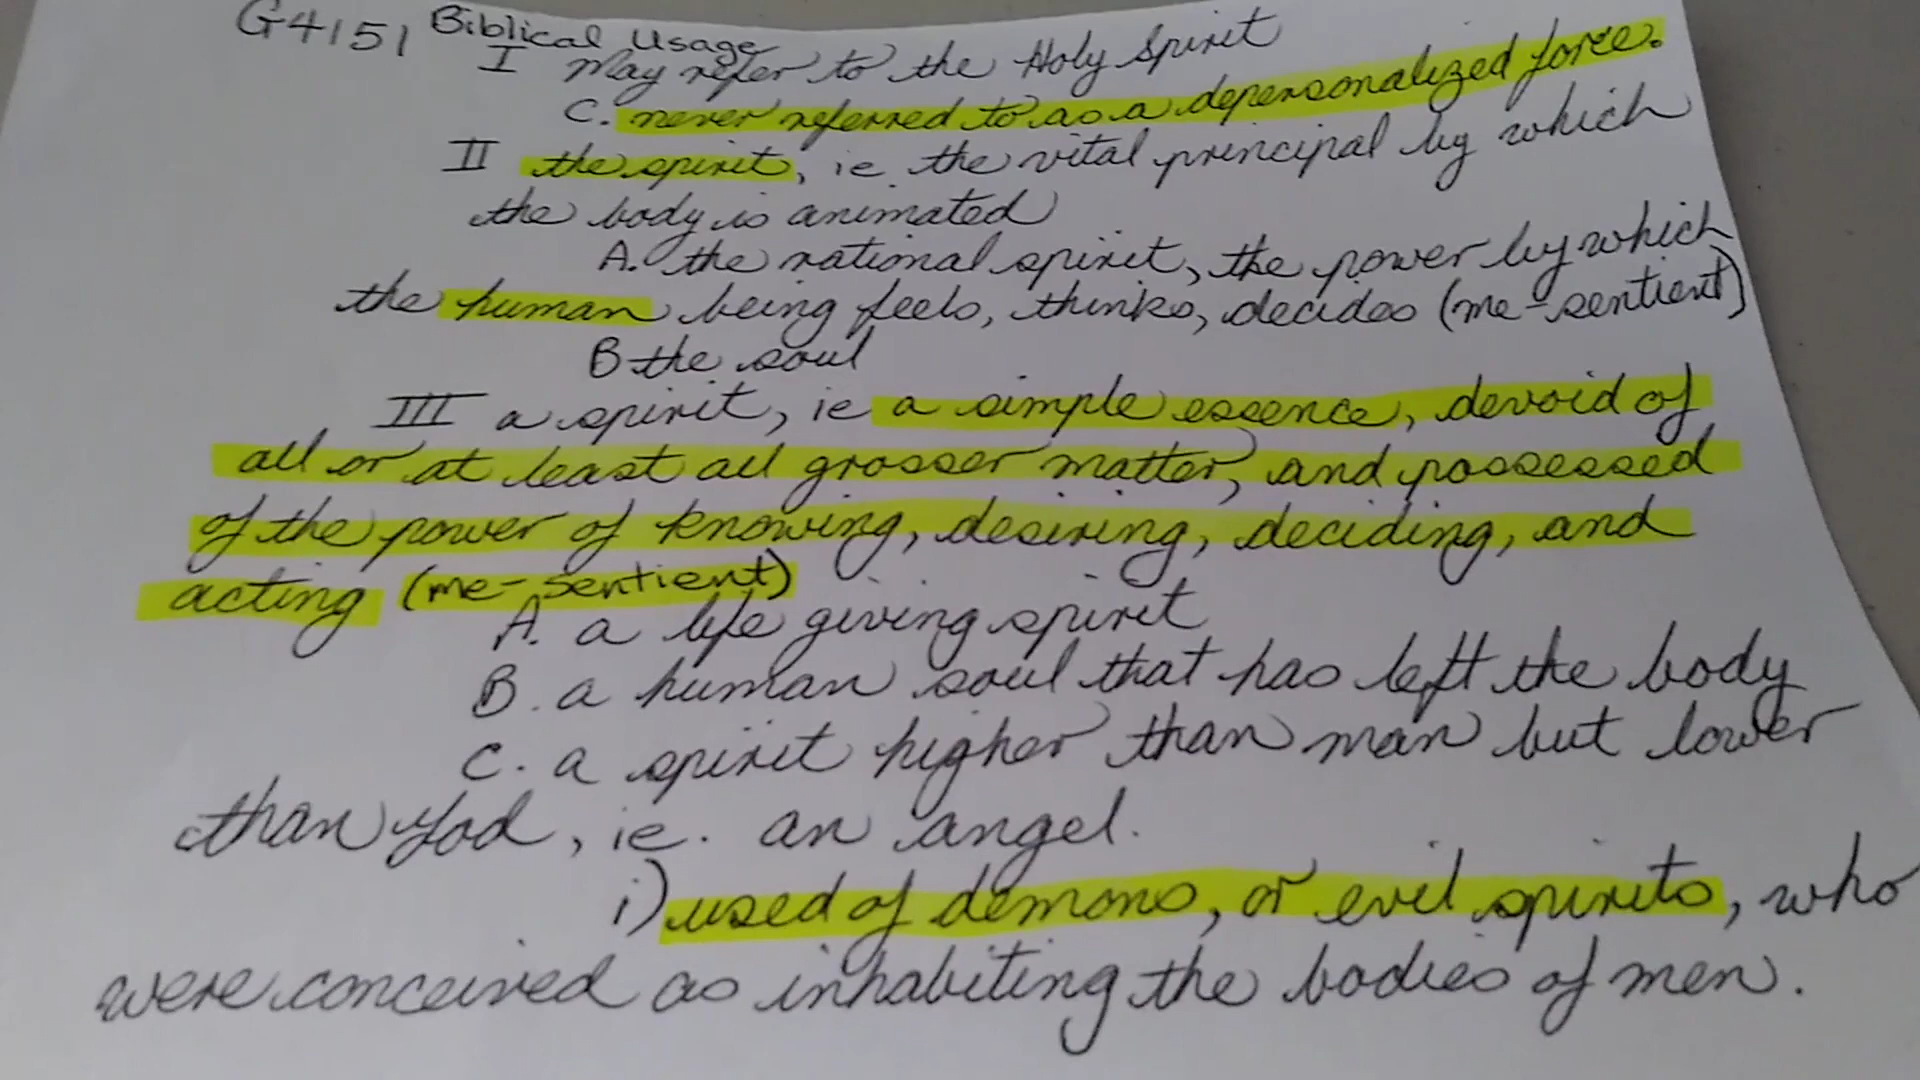 G4151 Biblical Usage
I May refer to the Holy Spirit
C. never referred to as a depersonalized force.
II the spirit, ie. the vital principal by which
the body is animated
A. the rational spirit, the power by which
the human being feels, thinks, decides (me-sentient)
B the soul
III a spirit, ie a simple essence, devoid of
all or at least all grosser matter, and possessed
of the power of knowing, desiring, deciding, and
acting (me-sentient)
A. a life giving spirit
B. a human soul that has left the body
C. a spirit higher than man but lower
than God, ie. an angel.
i) used of demons, or evil spirits, who
were conceived as inhabiting the bodies of men.